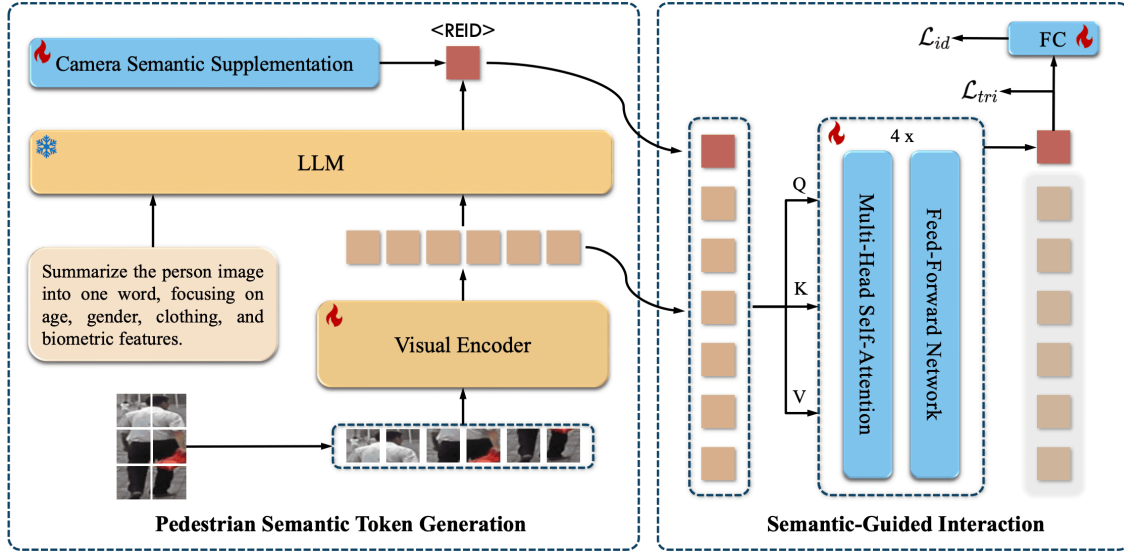 <REID>
Camera Semantic Supplementation
LLM
Summarize the person image
into one word, focusing on
age, gender, clothing, and
biometric features.
Visual Encoder
Pedestrian Semantic Token Generation
Q
K
V
4 x
Multi-Head Self-Attention
Feed-Forward Network
ℒ_id
FC
ℒ_tri
Semantic-Guided Interaction